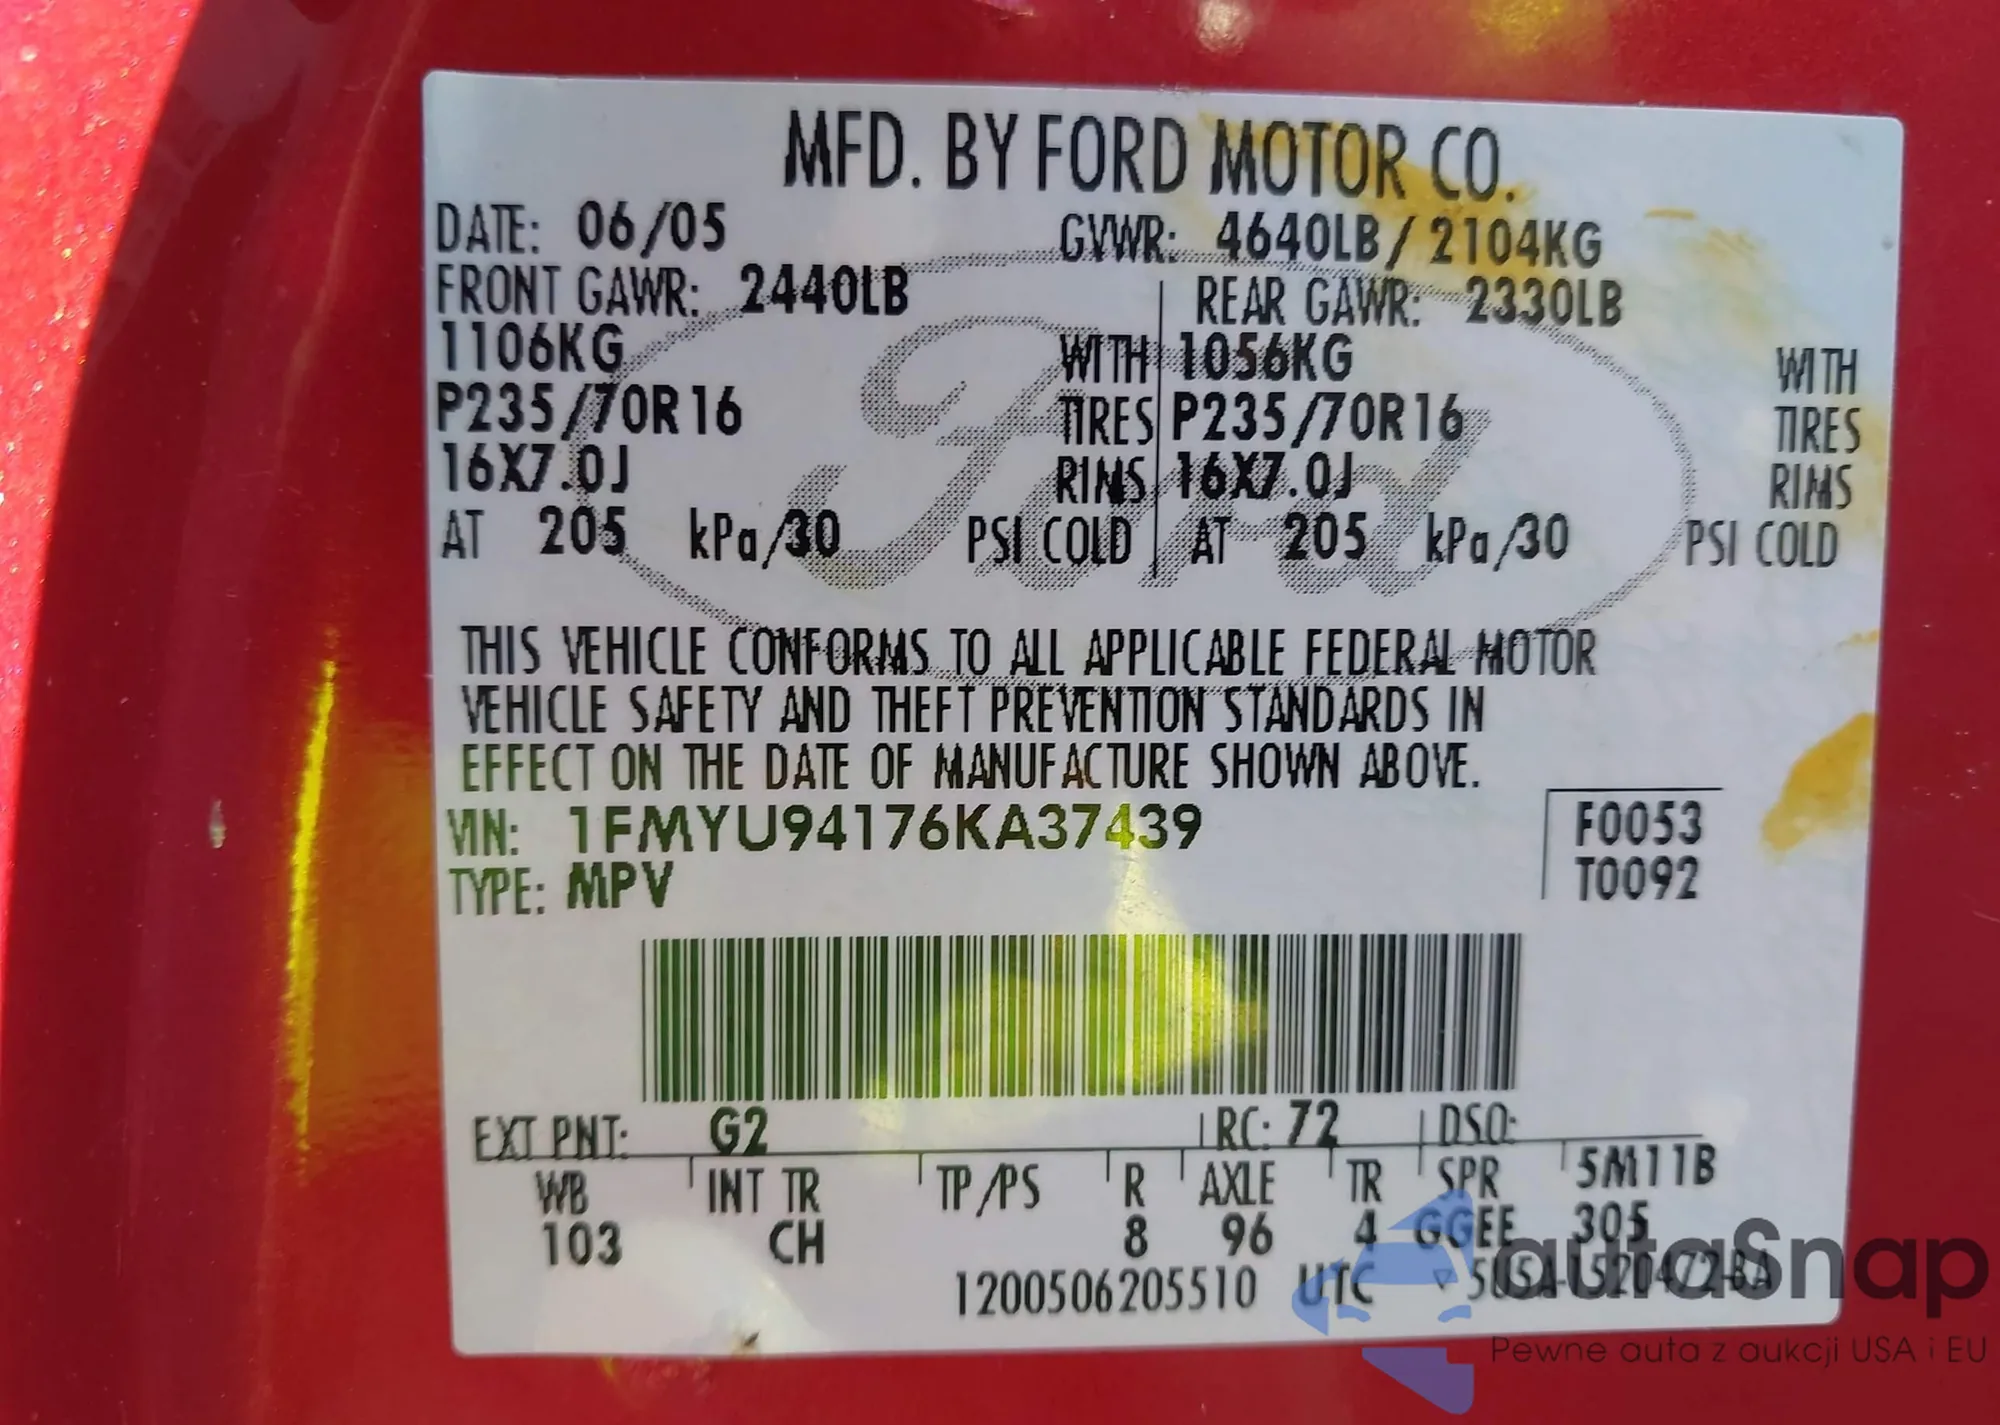 MFD. BY FORD MOTOR CO.
DATE: 06/05 GVWR: 4640LB/ 2104KG
FRONT GAWR: 2440LB REAR GAWR: 2330LB
1106KG WITH 1056KG WITH
P235/70R16 TIRES P235/70R16 TIRES
16X7.0J RIMS 16X7.0J RIMS
AT 205 kPa/30 PSI COLD AT 205 kPa/30 PSI COLD
Ford
THIS VEHICLE CONFORMS TO ALL APPLICABLE FEDERAL MOTOR
VEHICLE SAFETY AND THEFT PREVENTION STANDARDS IN
EFFECT ON THE DATE OF MANUFACTURE SHOWN ABOVE.
VIN: 1FMYU94176KA37439 F0053
TYPE: MPV T0092
EXT PNT: G2 RC: 72 DSO:
WB INT TR TP/PS R AXLE TR SPR 5M11B
103 CH 8 96 4 GGEE 305
1200506205510 UTC
autaSnap
Pewne auta z aukcji USA i EU